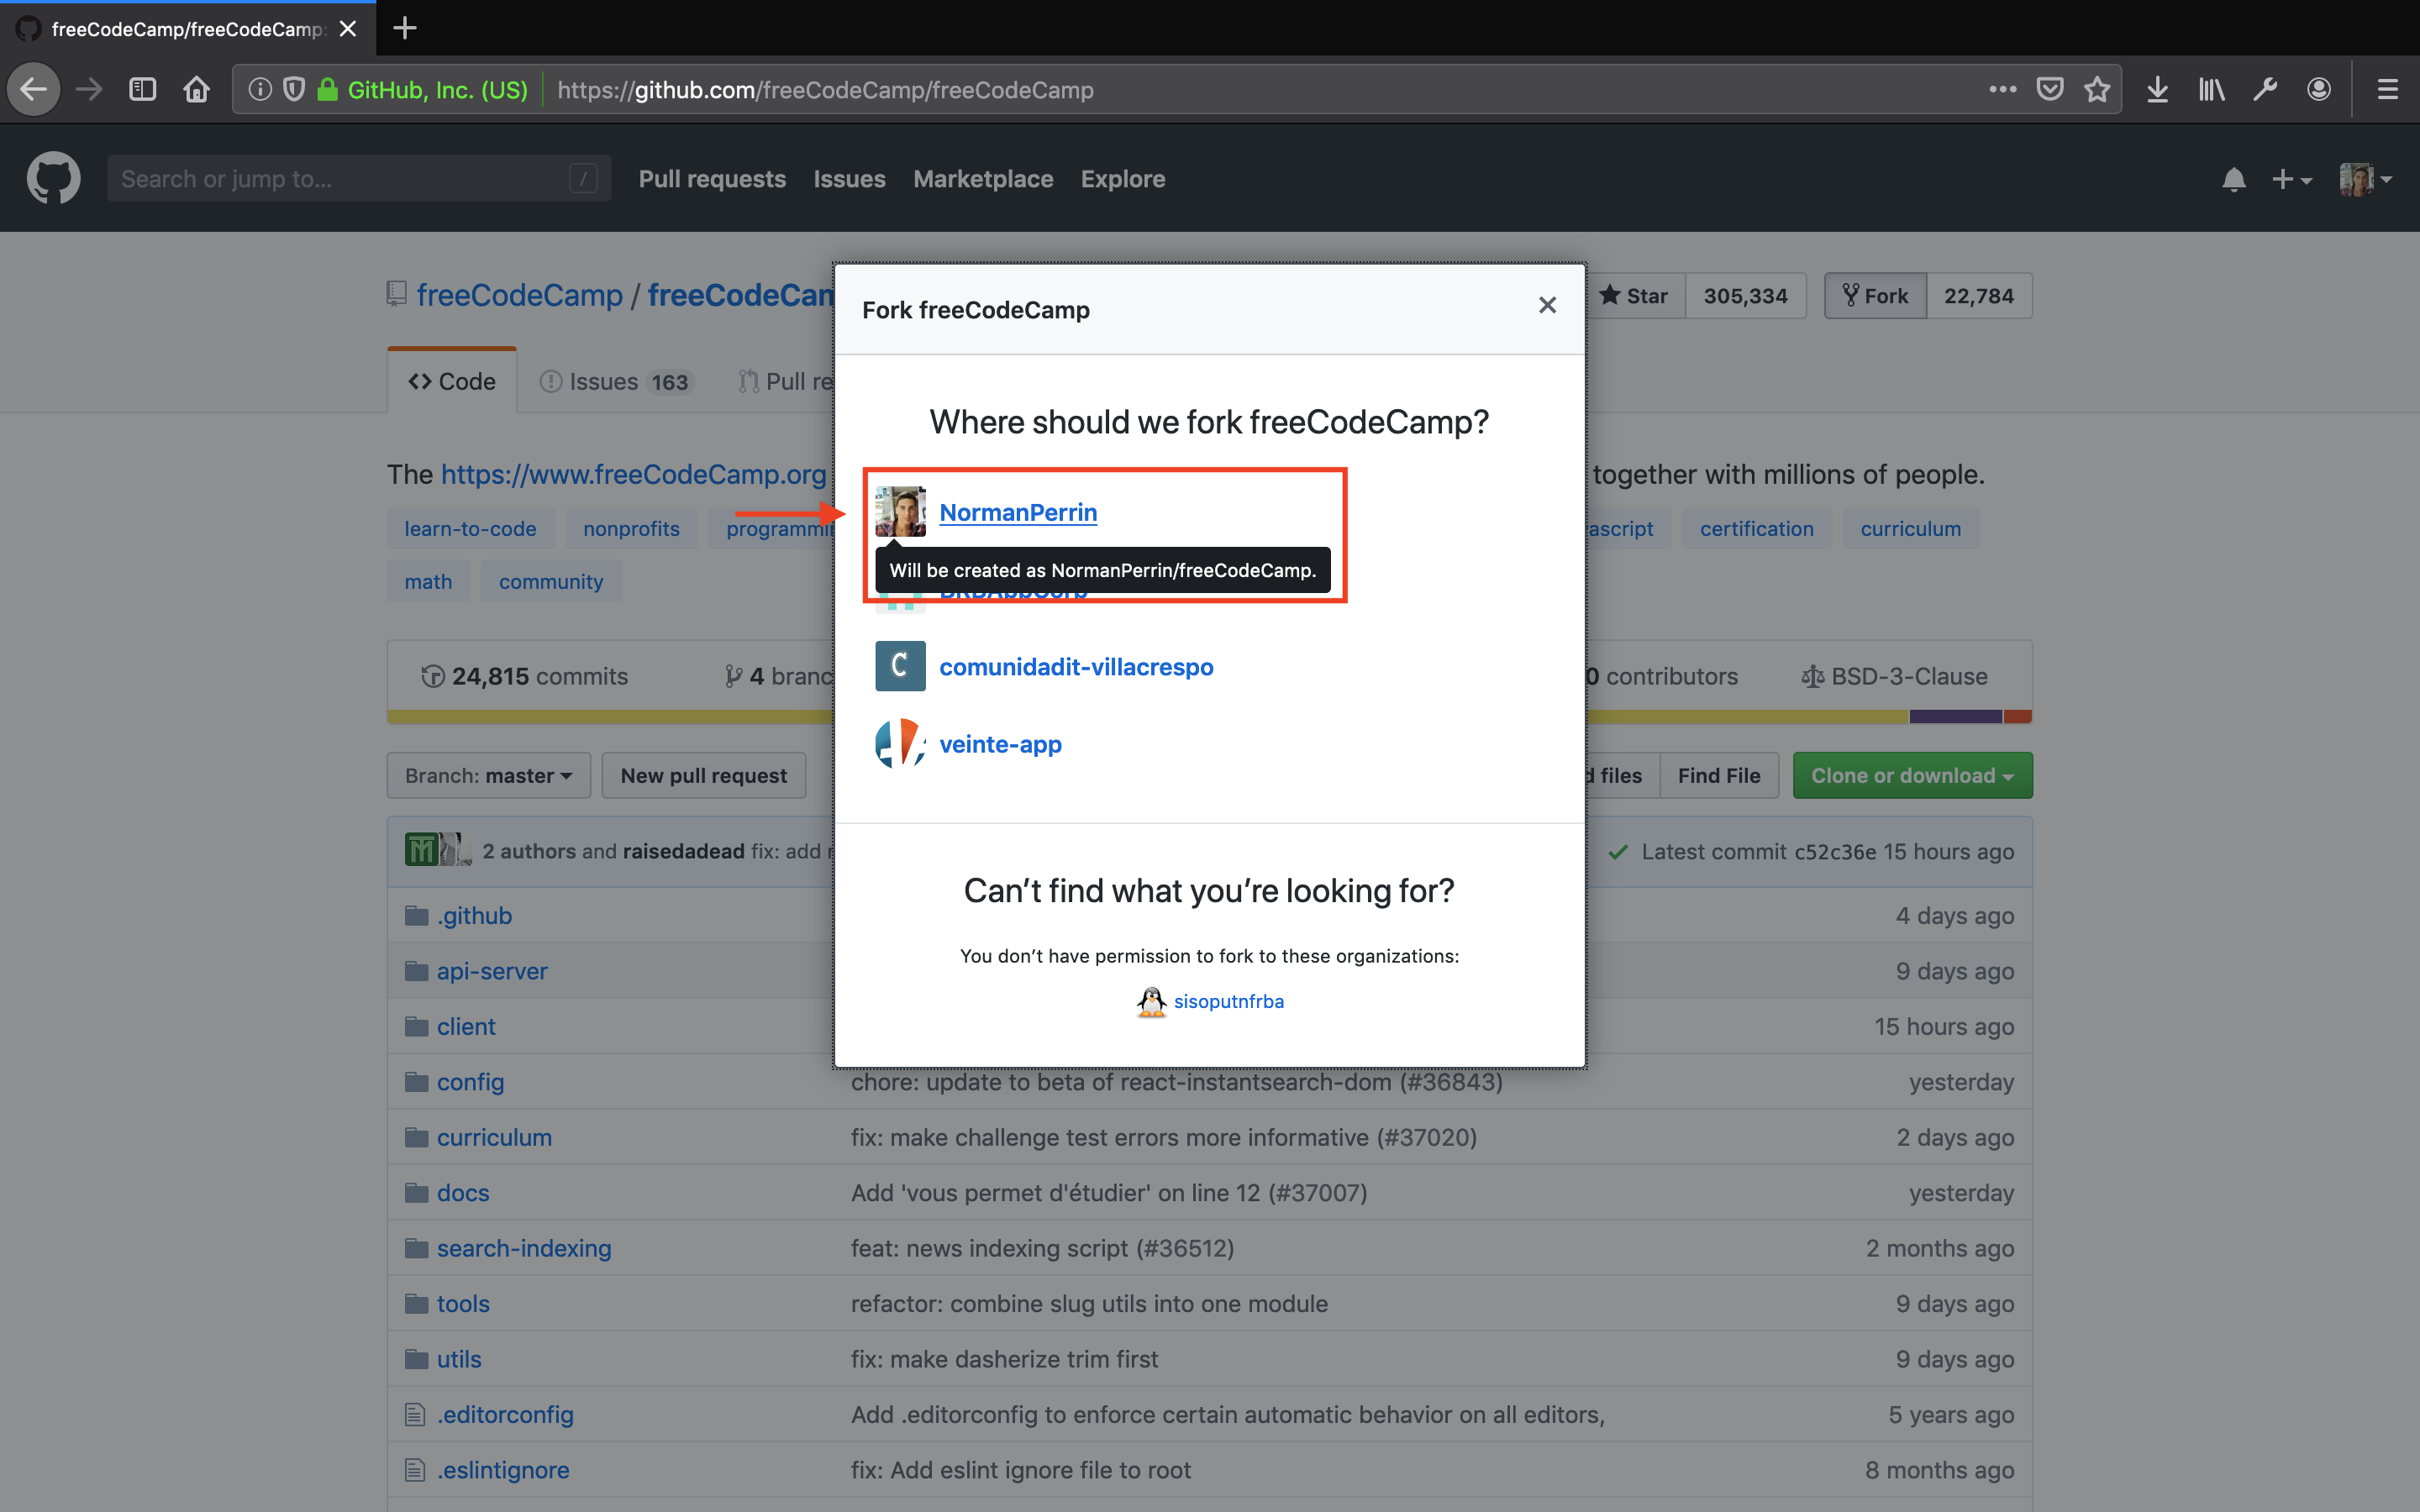 freeCodeCamp/freeCodeCamp:
GitHub, Inc. (US) https://github.com/freeCodeCamp/freeCodeCamp
Search or jump to... / Pull requests Issues Marketplace Explore
freeCodeCamp / freeCodeCam
Star 305,334 Fork 22,784
Fork freeCodeCamp
Code Issues 163 Pull re
Where should we fork freeCodeCamp?
The https://www.freeCodeCamp.org together with millions of people.
NormanPerrin
learn-to-code nonprofits programmin ascript certification curriculum
Will be created as NormanPerrin/freeCodeCamp.
math community
BRBAppCorp
24,815 commits 4 branc 0 contributors BSD-3-Clause
C comunidadit-villacrespo
veinte-app
Branch: master New pull request d files Find File Clone or download
2 authors and raisedadead fix: add Latest commit c52c36e 15 hours ago
Can’t find what you’re looking for?
.github 4 days ago
You don’t have permission to fork to these organizations:
api-server 9 days ago
sisoputnfrba
client 15 hours ago
config chore: update to beta of react-instantsearch-dom (#36843) yesterday
curriculum fix: make challenge test errors more informative (#37020) 2 days ago
docs Add 'vous permet d'étudier' on line 12 (#37007) yesterday
search-indexing feat: news indexing script (#36512) 2 months ago
tools refactor: combine slug utils into one module 9 days ago
utils fix: make dasherize trim first 9 days ago
.editorconfig Add .editorconfig to enforce certain automatic behavior on all editors, 5 years ago
.eslintignore fix: Add eslint ignore file to root 8 months ago